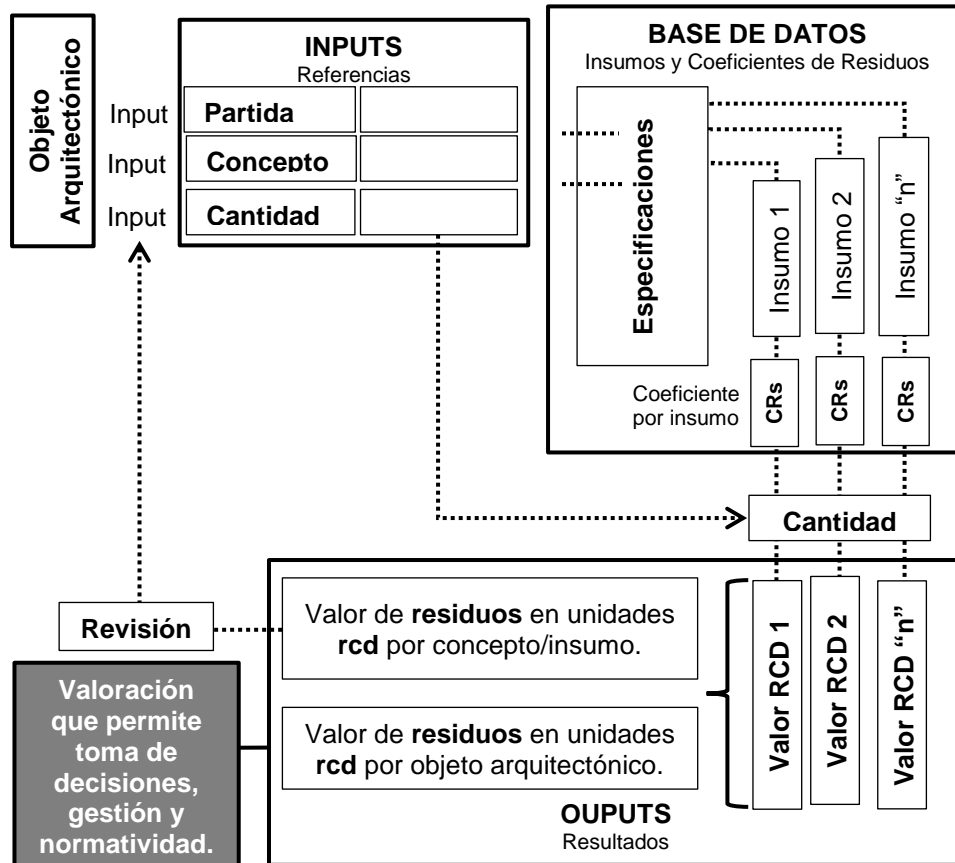 Objeto
Arquitectónico
INPUTS
Referencias
Input
Partida
Input
Concepto
Input
Cantidad
BASE DE DATOS
Insumos y Coeficientes de Residuos
Especificaciones
Insumo 1
Insumo 2
Insumo “n”
Coeficiente
por insumo
CRs
CRs
CRs
Cantidad
Revisión
Valor de residuos en unidades
rcd por concepto/insumo.
Valor de residuos en unidades
rcd por objeto arquitectónico.
Valor RCD 1
Valor RCD 2
Valor RCD “n”
OUPUTS
Resultados
Valoración
que permite
toma de
decisiones,
gestión y
normatividad.